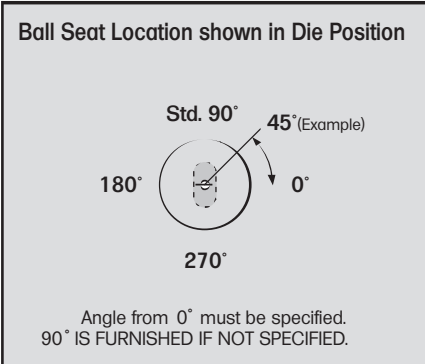 Ball Seat Location shown in Die Position
Std. 90˚
45˚(Example)
180˚
0˚
270˚
Angle from 0˚ must be specified.
90˚ IS FURNISHED IF NOT SPECIFIED.